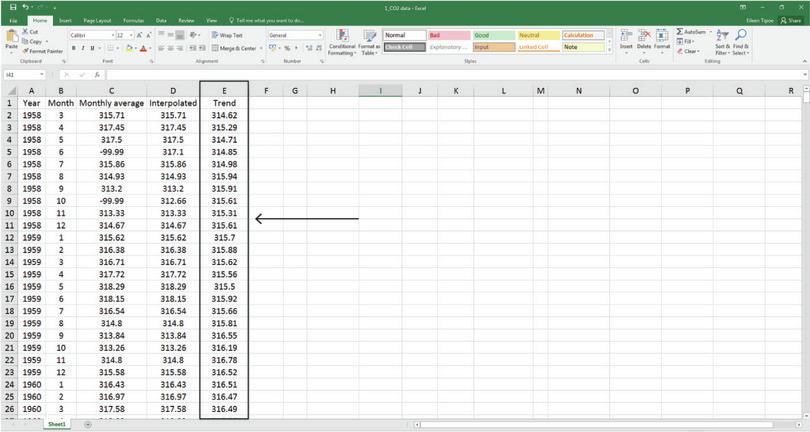 1_CO2 data - Excel
Eileen Tipoe Share
File Home Insert Page Layout Formulas Data Review View Tell me what you want to do...
Cut Calibri 12 Wrap Text General Normal Bad Good Neutral Calculation AutoSum
Copy Fill
Paste Format Painter Merge & Center Conditional Formatting Format as Table Check Cell Explanatory ... Input Linked Cell Note Insert Delete Format Clear Sort & Filter Find & Select
Clipboard Font Alignment Number Styles Cells Editing
I41 fx
A B C D E F G H I J K L M N O P Q R
1 Year Month Monthly average Interpolated Trend
2 1958 3 315.71 315.71 314.62
3 1958 4 317.45 317.45 315.29
4 1958 5 317.5 317.5 314.71
5 1958 6 -99.99 317.1 314.85
6 1958 7 315.86 315.86 314.98
7 1958 8 314.93 314.93 315.94
8 1958 9 313.2 313.2 315.91
9 1958 10 -99.99 312.66 315.61
10 1958 11 313.33 313.33 315.31
11 1958 12 314.67 314.67 315.61
12 1959 1 315.62 315.62 315.7
13 1959 2 316.38 316.38 315.88
14 1959 3 316.71 316.71 315.62
15 1959 4 317.72 317.72 315.56
16 1959 5 318.29 318.29 315.5
17 1959 6 318.15 318.15 315.92
18 1959 7 316.54 316.54 315.66
19 1959 8 314.8 314.8 315.81
20 1959 9 313.84 313.84 316.55
21 1959 10 313.26 313.26 316.19
22 1959 11 314.8 314.8 316.78
23 1959 12 315.58 315.58 316.52
24 1960 1 316.43 316.43 316.51
25 1960 2 316.97 316.97 316.47
26 1960 3 317.58 317.58 316.49
Sheet1